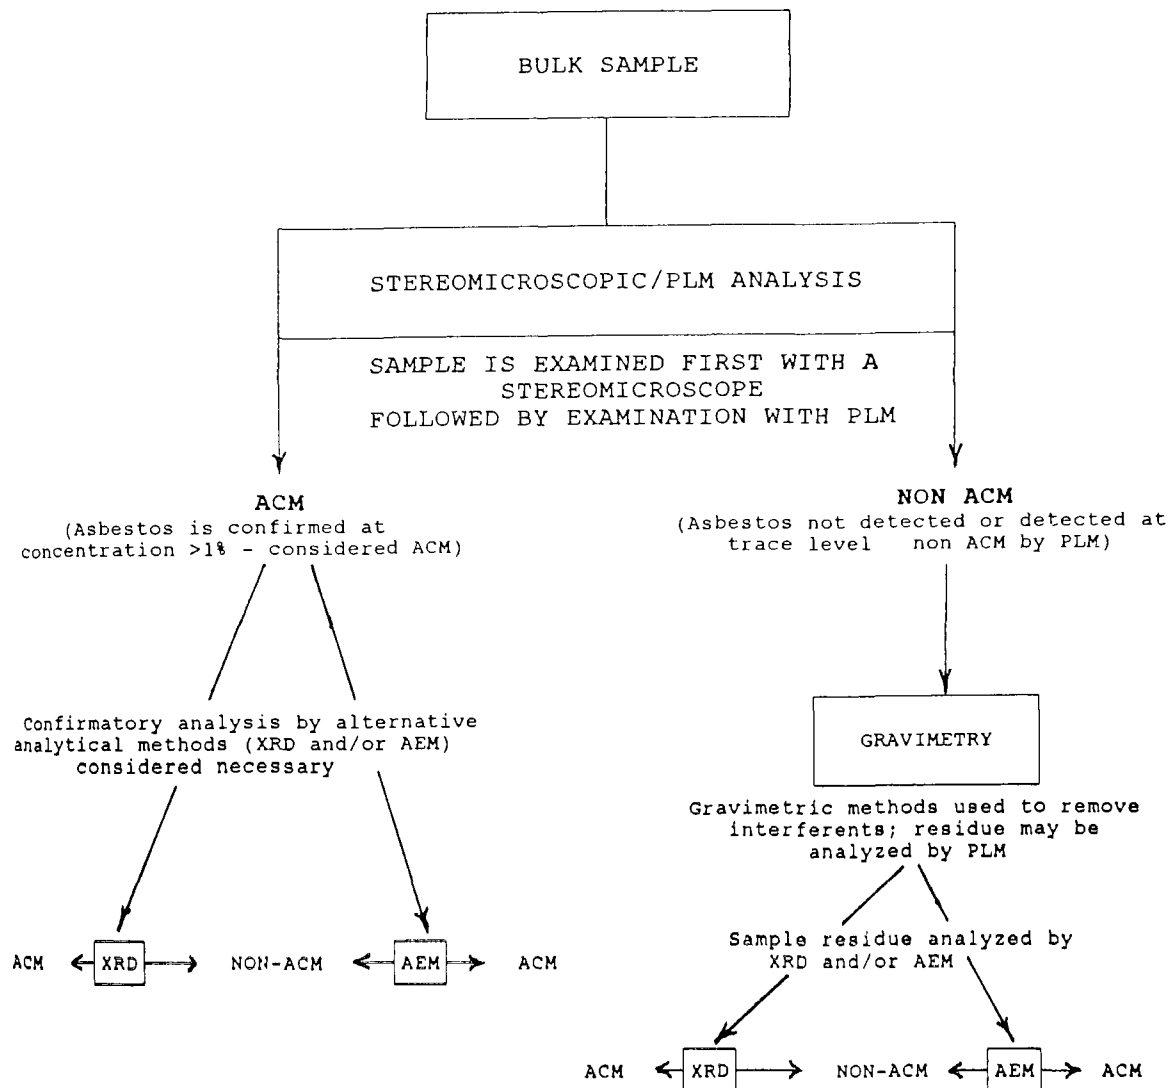 BULK SAMPLE
STEREOMICROSCOPIC/PLM ANALYSIS
SAMPLE IS EXAMINED FIRST WITH A
STEREOMICROSCOPE
FOLLOWED BY EXAMINATION WITH PLM
ACM
(Asbestos is confirmed at
concentration >1% - considered ACM)
NON ACM
(Asbestos not detected or detected at
trace level non ACM by PLM)
Confirmatory analysis by alternative
analytical methods (XRD and/or AEM)
considered necessary
GRAVIMETRY
Gravimetric methods used to remove
interferents; residue may be
analyzed by PLM
ACM XRD NON-ACM AEM ACM
Sample residue analyzed by
XRD and/or AEM
ACM XRD NON-ACM AEM ACM